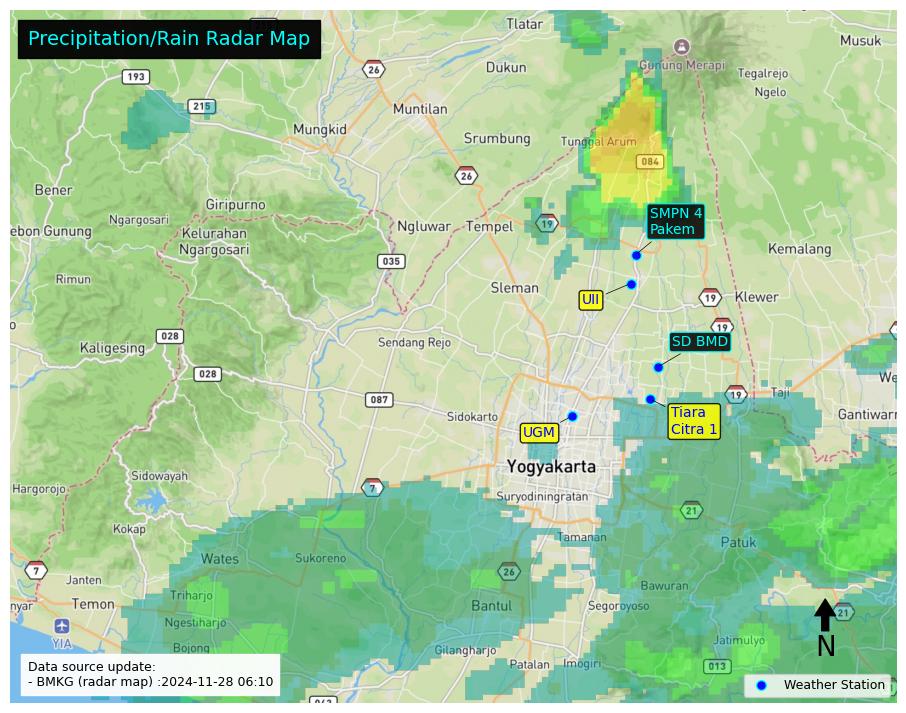 Precipitation/Rain Radar Map
Tlatar
Musuk
26
Dukun
Gunung Merapi
Tegalrejo
193
Ngelo
215
Muntilan
Mungkid
Srumbung
Tunggal Arum
084
26
Bener
Giripurno
SMPN 4
Pakem
Ngargosari
ebon Gunung
Kelurahan
Ngargosari
Ngluwar
Tempel
19
Kemalang
035
Rimun
Sleman
UII
19
Klewer
19
028
Kaligesing
Sendang Rejo
SD BMD
028
We
087
19
Taji
Sidokarto
Tiara
Citra 1
Gantiwarr
UGM
Yogyakarta
Hargorojo
Sidowayah
7
Suryodiningratan
21
Kokap
Tamanan
Patuk
Wates
Sukoreno
7
Janten
26
Bawuran
Triharjo
nyar
Temon
Bantul
Segoroyoso
21
YIA
Ngestiharjo
N
Bojong
Gilangharjo
Jatimulyo
Patalan
Imogiri
013
Data source update:
- BMKG (radar map) :2024-11-28 06:10
Weather Station